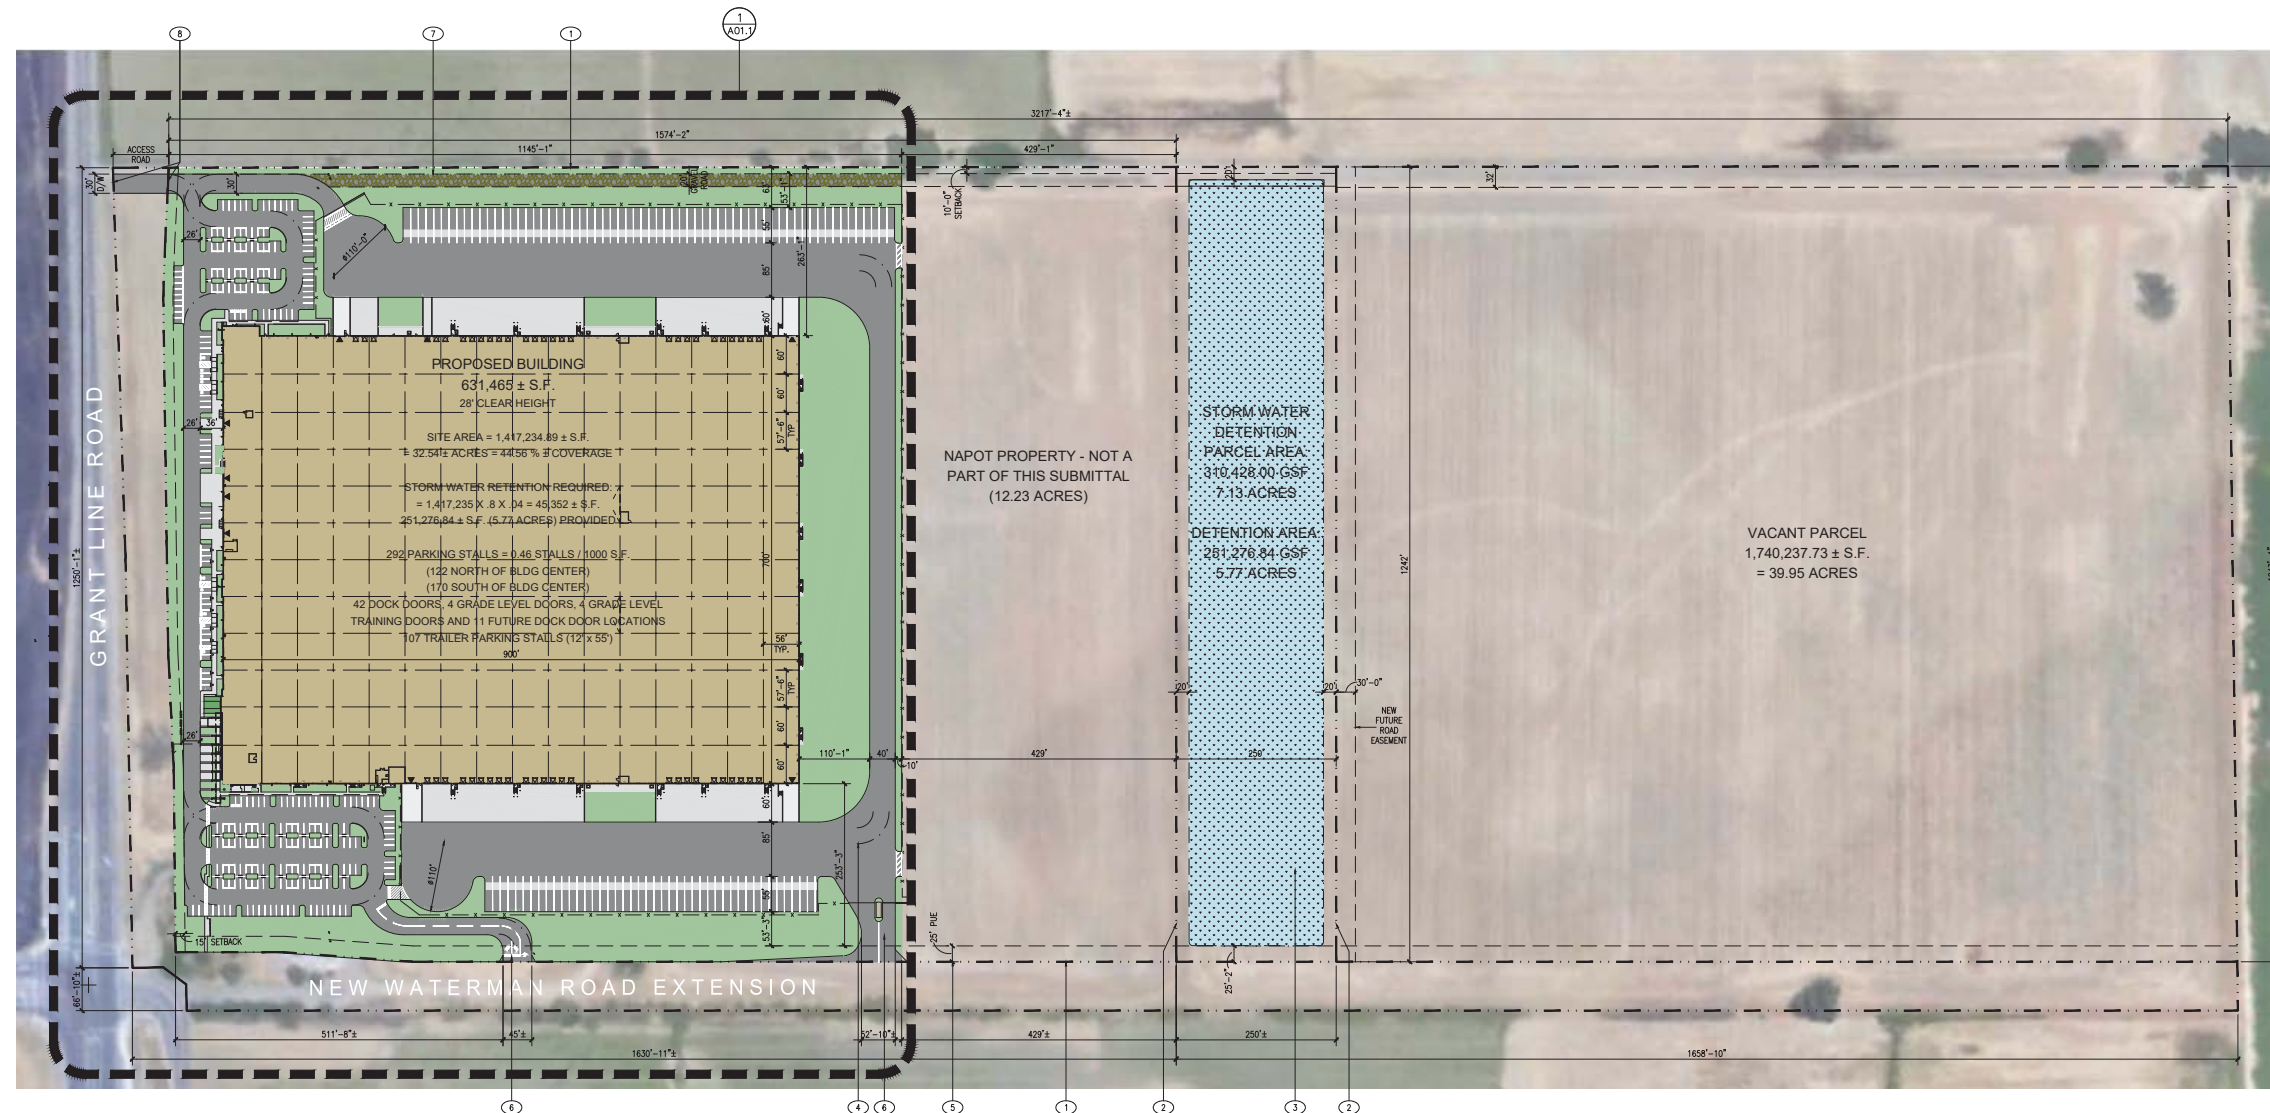 1
A01.1
8
7
1
3217'-4"±
1574'-2"
1145'-1"
429'-1"
ACCESS
ROAD
30'
D/W
30'
20'
GRAVEL
ROAD
63'
53'-1"
10'-0"
SETBACK
20'
32'
26'
ø110'-0"
55'
263'-1"
85'
26'
60'
PROPOSED BUILDING
631,465 ± S.F.
28' CLEAR HEIGHT
60'
60'
SITE AREA = 1,417,234.89 ± S.F.
= 32.54 ± ACRES = 44.56 % ± COVERAGE
26'
36'
57'-6"
TYP
STORM WATER RETENTION REQUIRED.
= 1,417,235 X .8 X .04 = 45,352 ± S.F.
251,276.84 ± S.F. (5.77 ACRES) PROVIDED
292 PARKING STALLS = 0.46 STALLS / 1000 S.F.
(122 NORTH OF BLDG CENTER)
(170 SOUTH OF BLDG CENTER)
42 DOCK DOORS, 4 GRADE LEVEL DOORS, 4 GRADE LEVEL
TRAINING DOORS AND 11 FUTURE DOCK DOOR LOCATIONS
107 TRAILER PARKING STALLS (12' x 55')
900'
700'
56'
TYP.
57'-6"
TYP
60'
60'
GRANT LINE ROAD
1250'-1"±
NAPOT PROPERTY - NOT A
PART OF THIS SUBMITTAL
(12.23 ACRES)
STORM WATER
DETENTION
PARCEL AREA:
310,428.00 GSF
7.13 ACRES
DETENTION AREA:
251,276.84 GSF
5.77 ACRES
1242'
VACANT PARCEL
1,740,237.73 ± S.F.
= 39.95 ACRES
20'
20'
30'-0"
NEW
FUTURE
ROAD
EASEMENT
26'
110'-1"
40'
10'
429'
250'
60'
85'
253'-3"
ø110'
55'
53'-3"
15' SETBACK
25' PUE
25'-2"
66'-10"±
NEW WATERMAN ROAD EXTENSION
511'-8"±
45'±
52'-10"±
429'±
250'±
1630'-11"±
1658'-10"
6
4
6
5
1
2
3
2